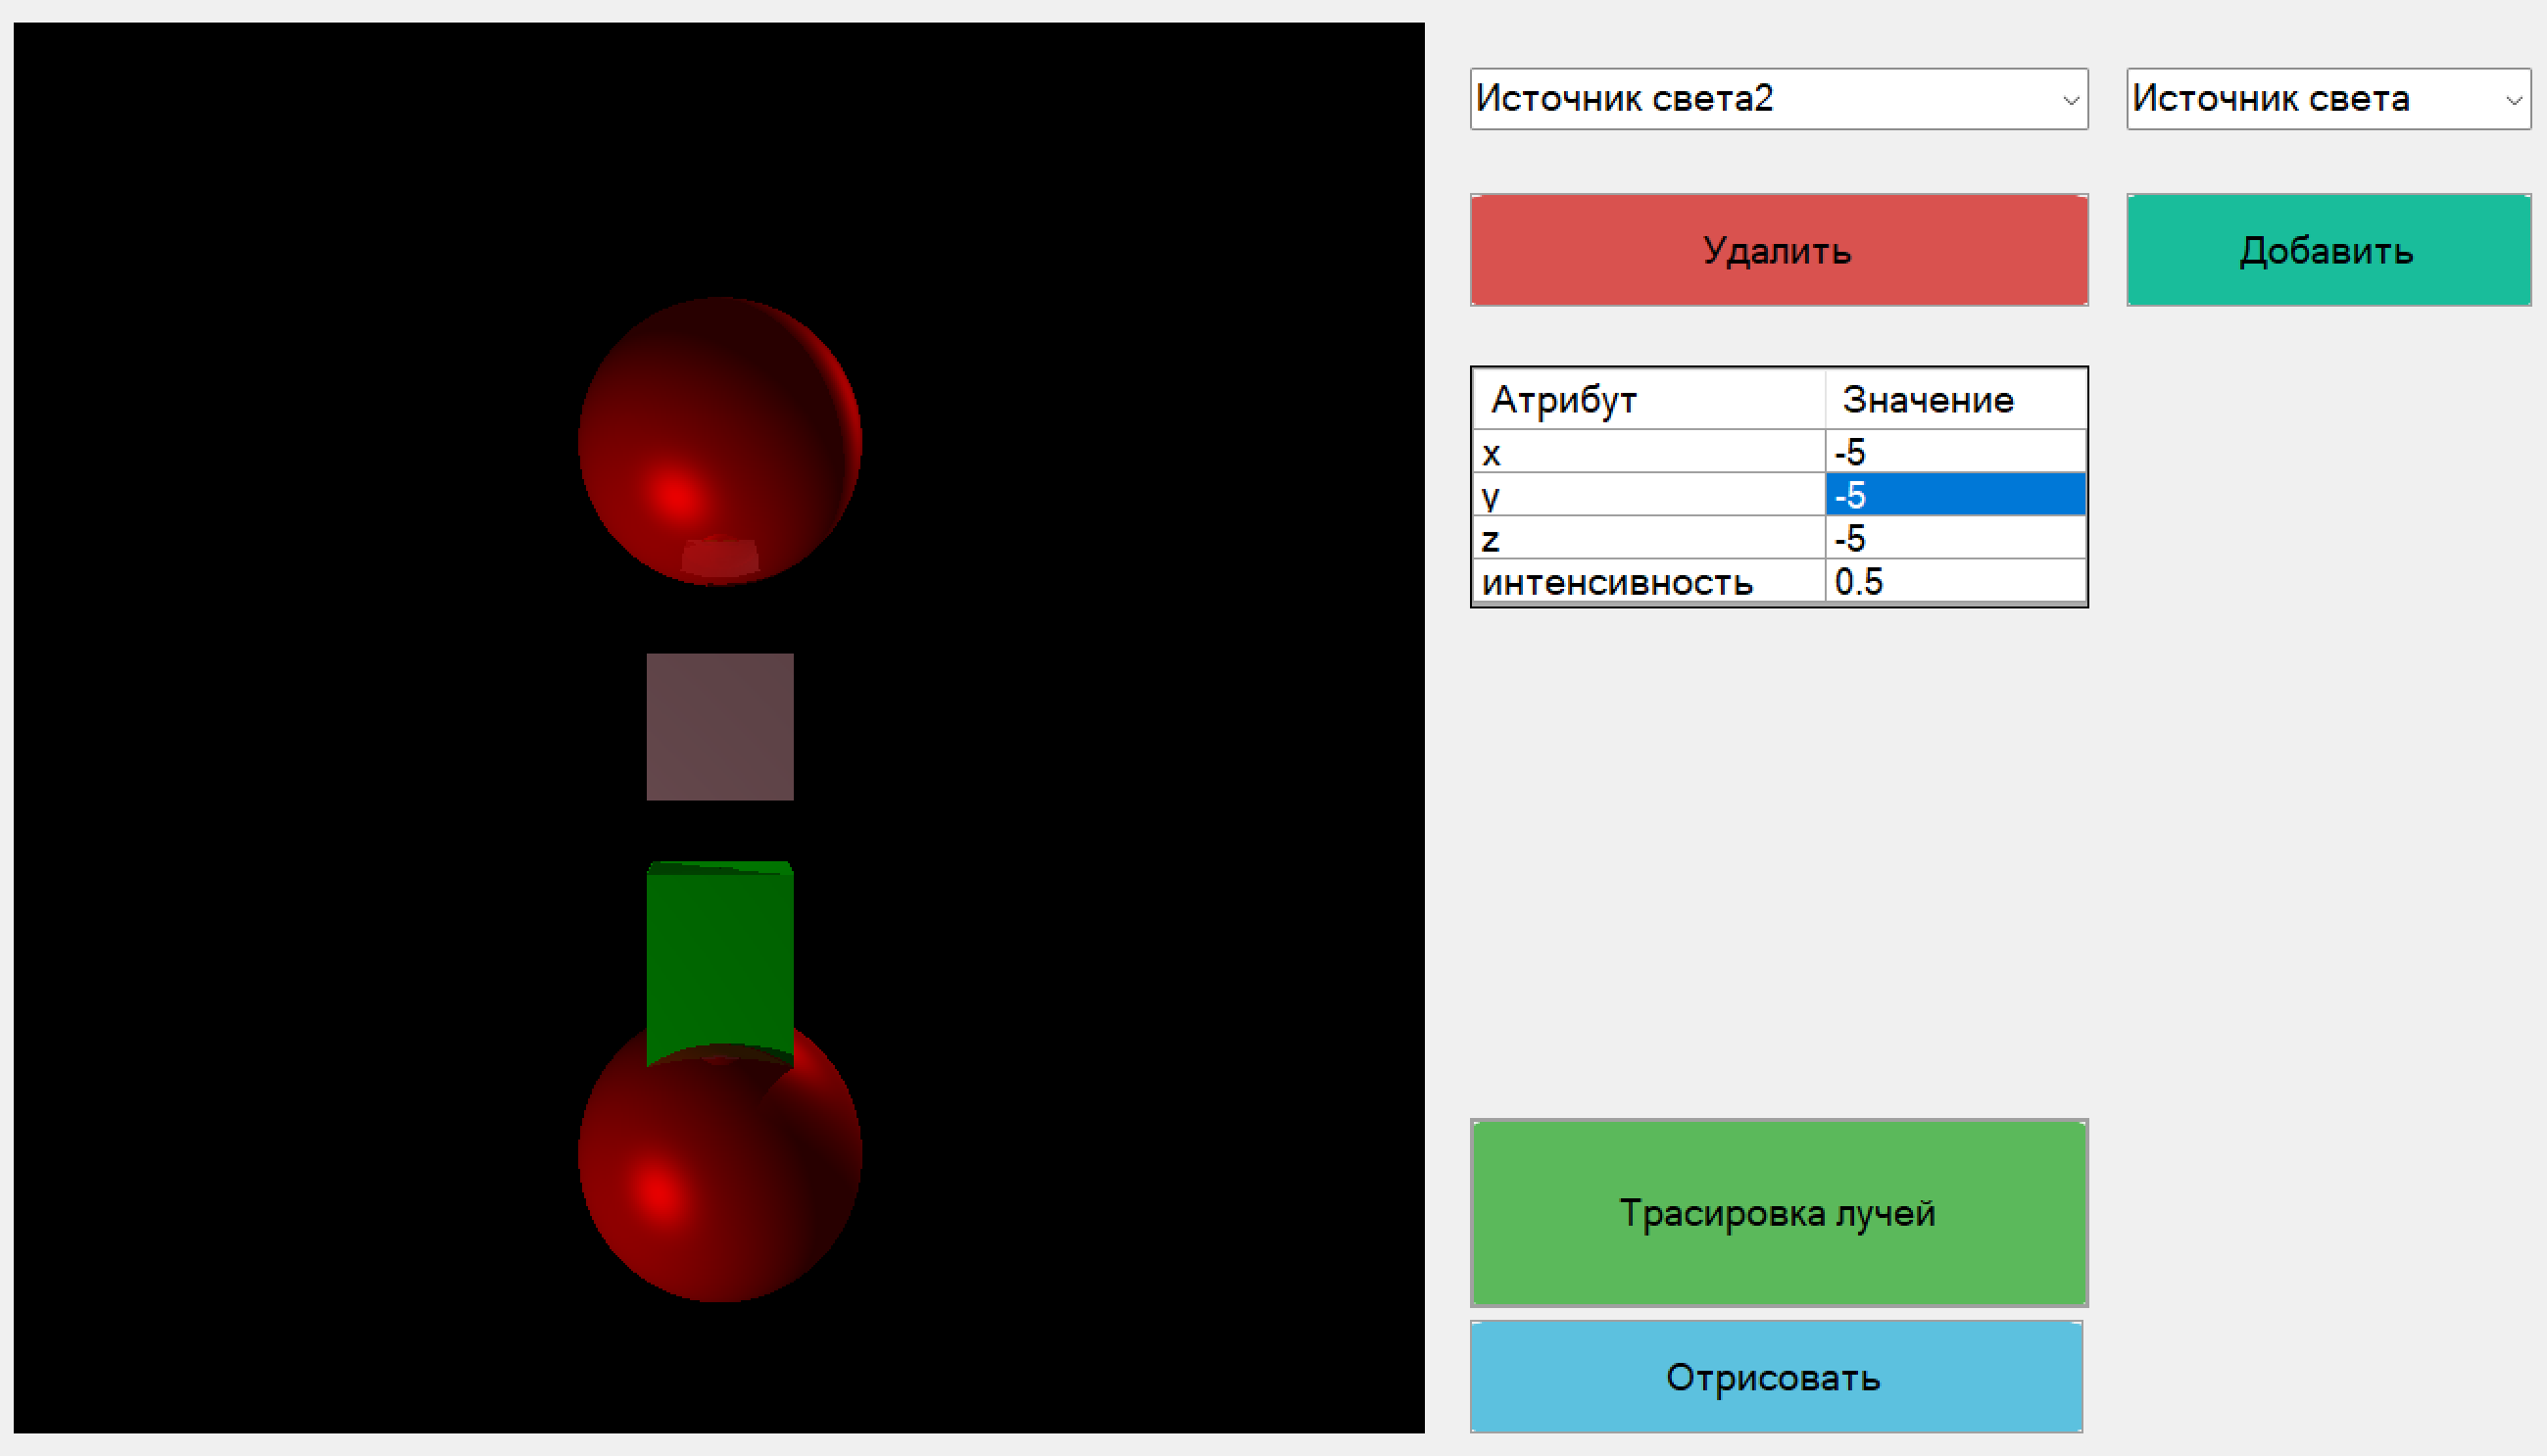 Источник света2
Источник света
Удалить
Добавить
Атрибут Значение
x -5
y -5
z -5
интенсивность 0.5
Трасировка лучей
Отрисовать